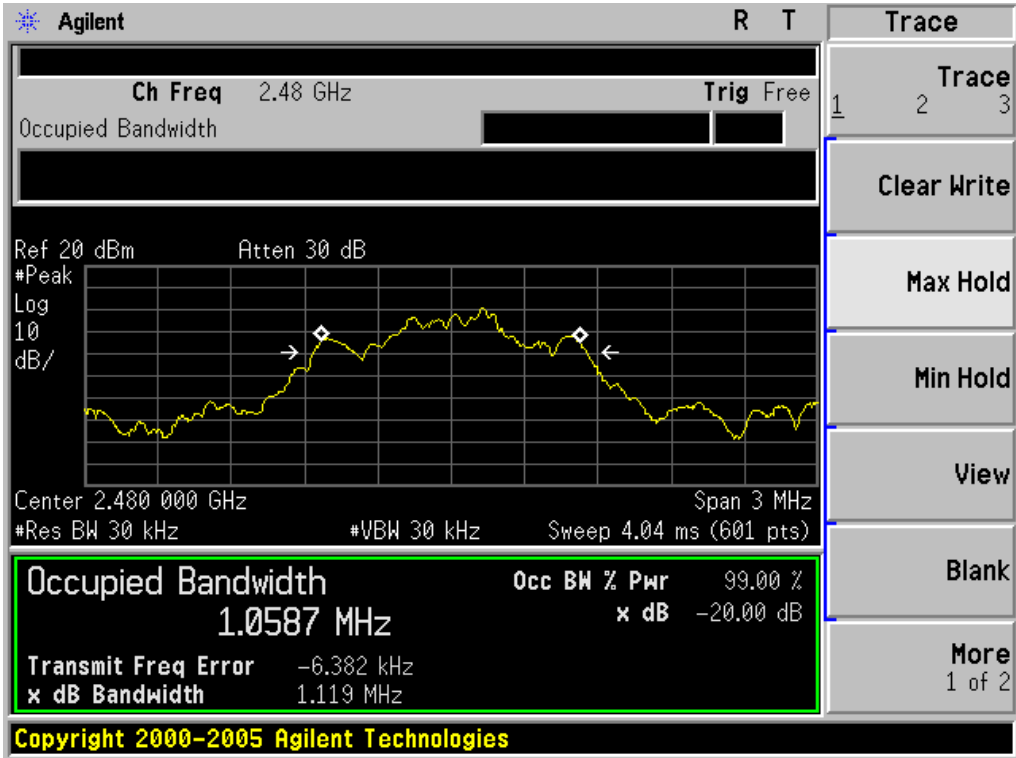 Agilent R T
Trace
Ch Freq 2.48 GHz Trig Free
Occupied Bandwidth
Trace
1 2 3
Clear Write
Max Hold
Min Hold
View
Blank
More
1 of 2
Ref 20 dBm Atten 30 dB
#Peak
Log
10
dB/
Center 2.480 000 GHz Span 3 MHz
#Res BW 30 kHz #VBW 30 kHz Sweep 4.04 ms (601 pts)
Occupied Bandwidth
1.0587 MHz
Occ BW % Pwr 99.00 %
x dB -20.00 dB
Transmit Freq Error -6.382 kHz
x dB Bandwidth 1.119 MHz
Copyright 2000-2005 Agilent Technologies